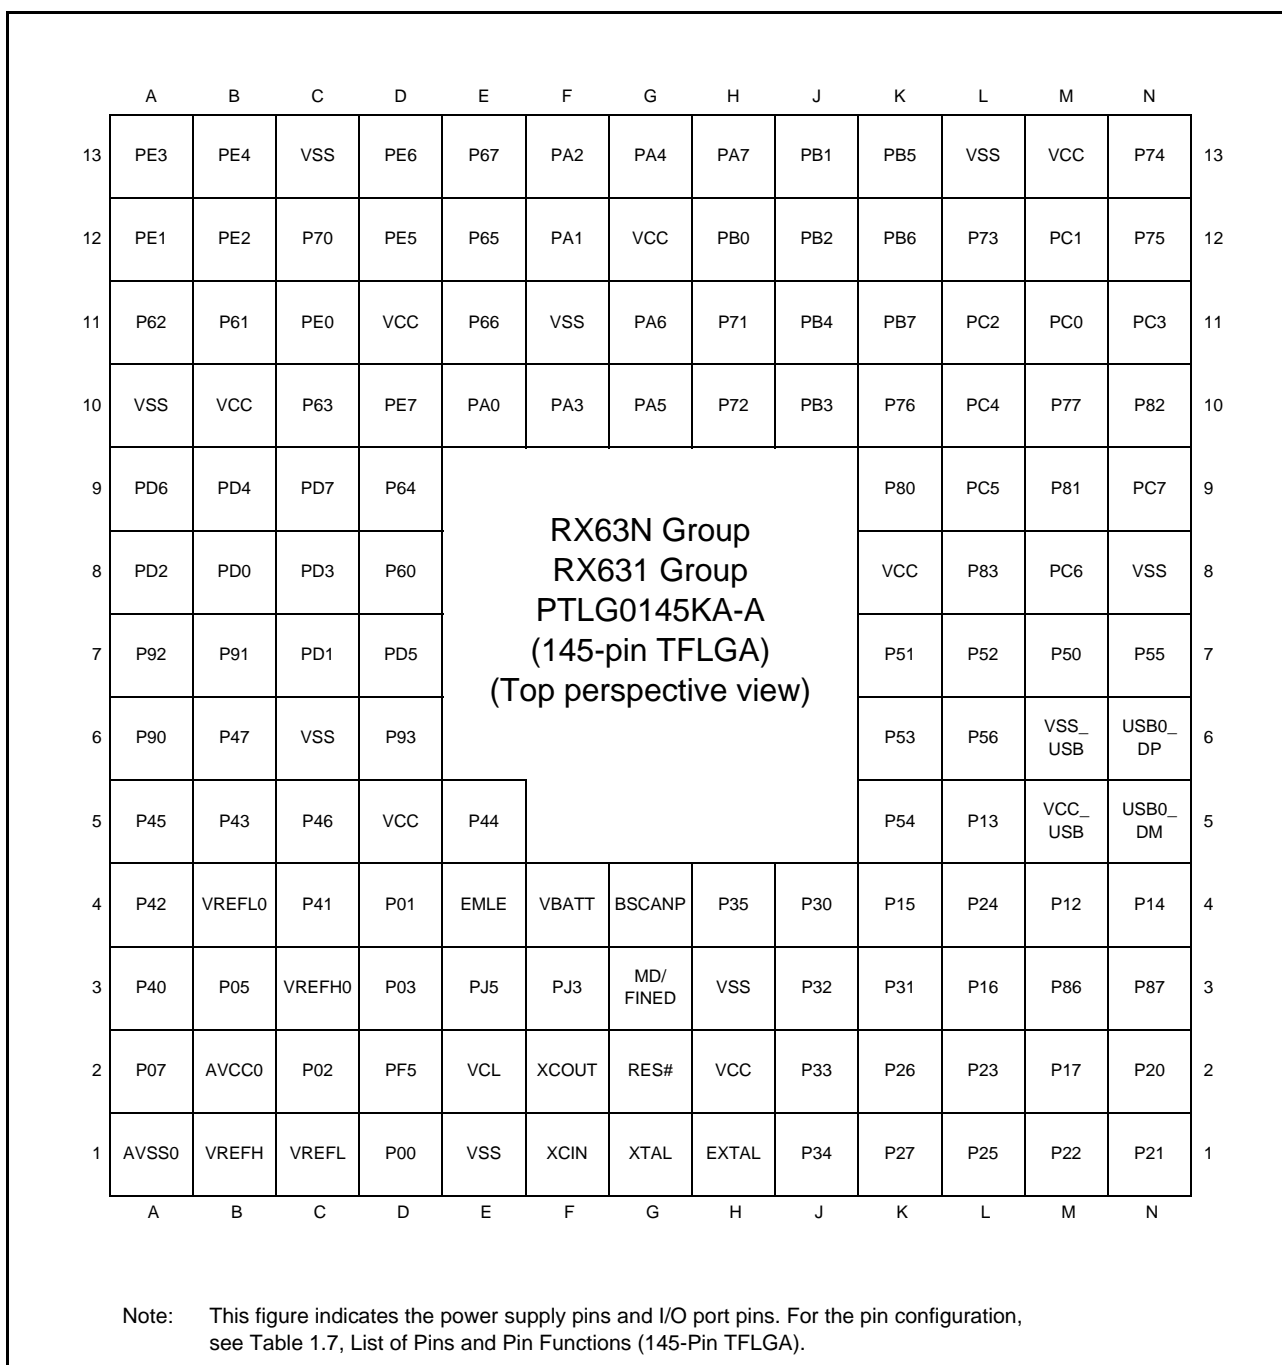 A B C D E F G H J K L M N
13 PE3 PE4 VSS PE6 P67 PA2 PA4 PA7 PB1 PB5 VSS VCC P74 13
12 PE1 PE2 P70 PE5 P65 PA1 VCC PB0 PB2 PB6 P73 PC1 P75 12
11 P62 P61 PE0 VCC P66 VSS PA6 P71 PB4 PB7 PC2 PC0 PC3 11
10 VSS VCC P63 PE7 PA0 PA3 PA5 P72 PB3 P76 PC4 P77 P82 10
9 PD6 PD4 PD7 P64 P80 PC5 P81 PC7 9
RX63N Group
RX631 Group
PTLG0145KA-A
(145-pin TFLGA)
(Top perspective view)
8 PD2 PD0 PD3 P60 VCC P83 PC6 VSS 8
7 P92 P91 PD1 PD5 P51 P52 P50 P55 7
6 P90 P47 VSS P93 P53 P56 VSS_
USB USB0_
DP 6
5 P45 P43 P46 VCC P44 P54 P13 VCC_
USB USB0_
DM 5
4 P42 VREFL0 P41 P01 EMLE VBATT BSCANP P35 P30 P15 P24 P12 P14 4
3 P40 P05 VREFH0 P03 PJ5 PJ3 MD/
FINED VSS P32 P31 P16 P86 P87 3
2 P07 AVCC0 P02 PF5 VCL XCOUT RES# VCC P33 P26 P23 P17 P20 2
1 AVSS0 VREFH VREFL P00 VSS XCIN XTAL EXTAL P34 P27 P25 P22 P21 1
A B C D E F G H J K L M N
Note: This figure indicates the power supply pins and I/O port pins. For the pin configuration,
see Table 1.7, List of Pins and Pin Functions (145-Pin TFLGA).